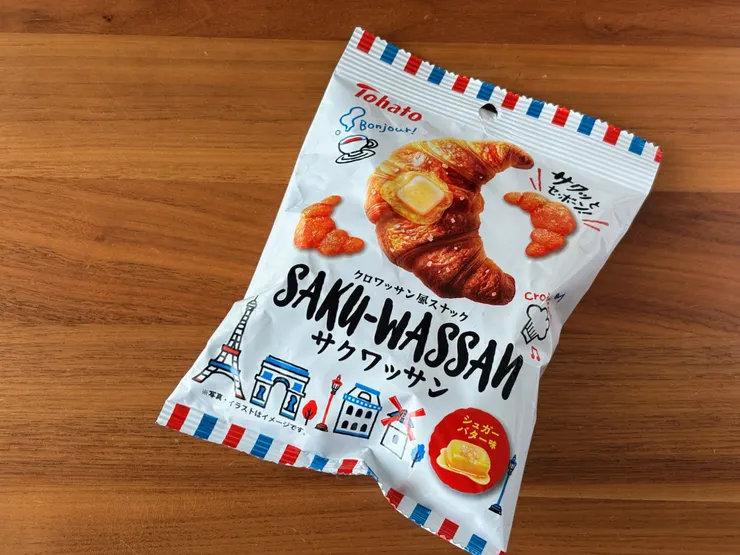 Tohato
Bonjour!
サクッと
セ・ボーン!!
クロワッサン風スナック
SAKU-WASSAN
サクワッサン
※写真・イラストはイメージです。
シュガー
バター味